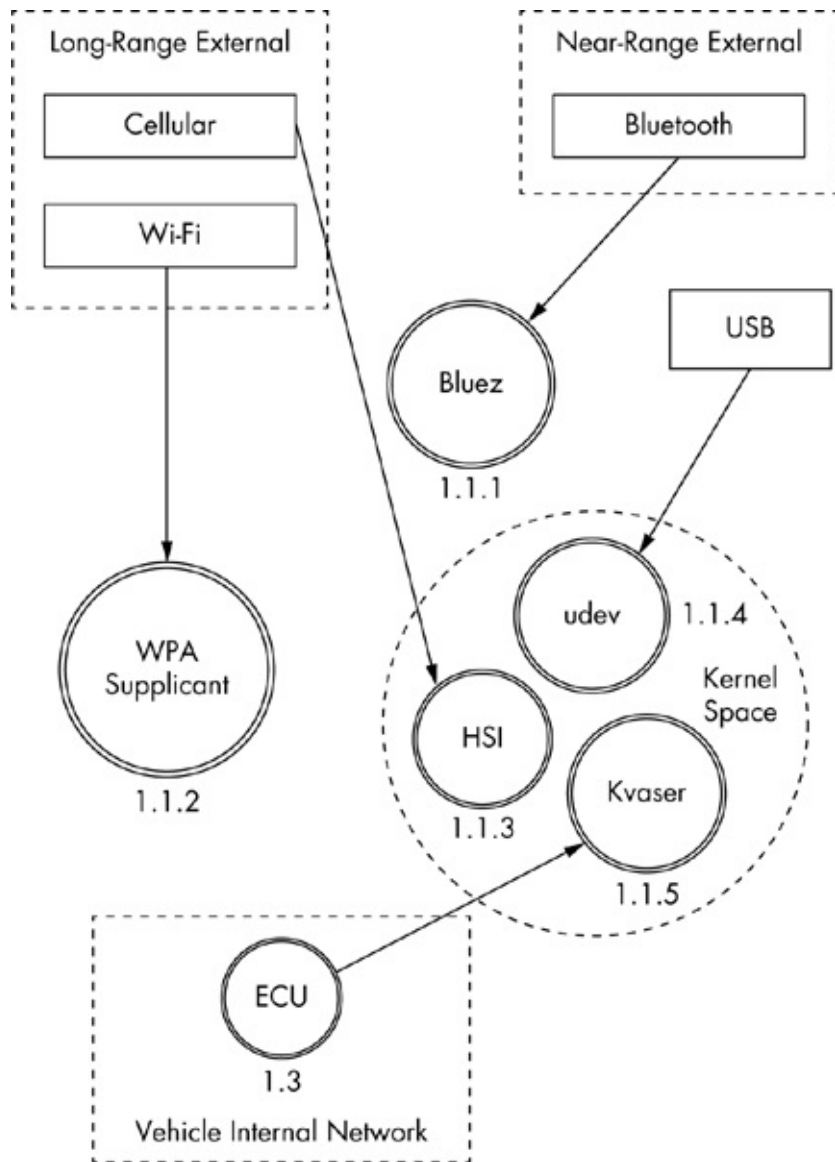 Long-Range External
Near-Range External
Cellular
Bluetooth
Wi-Fi
USB
Bluez
1.1.1
udev
1.1.4
WPA
Supplicant
1.1.2
Kernel
Space
HSI
1.1.3
Kvaser
1.1.5
ECU
1.3
Vehicle Internal Network